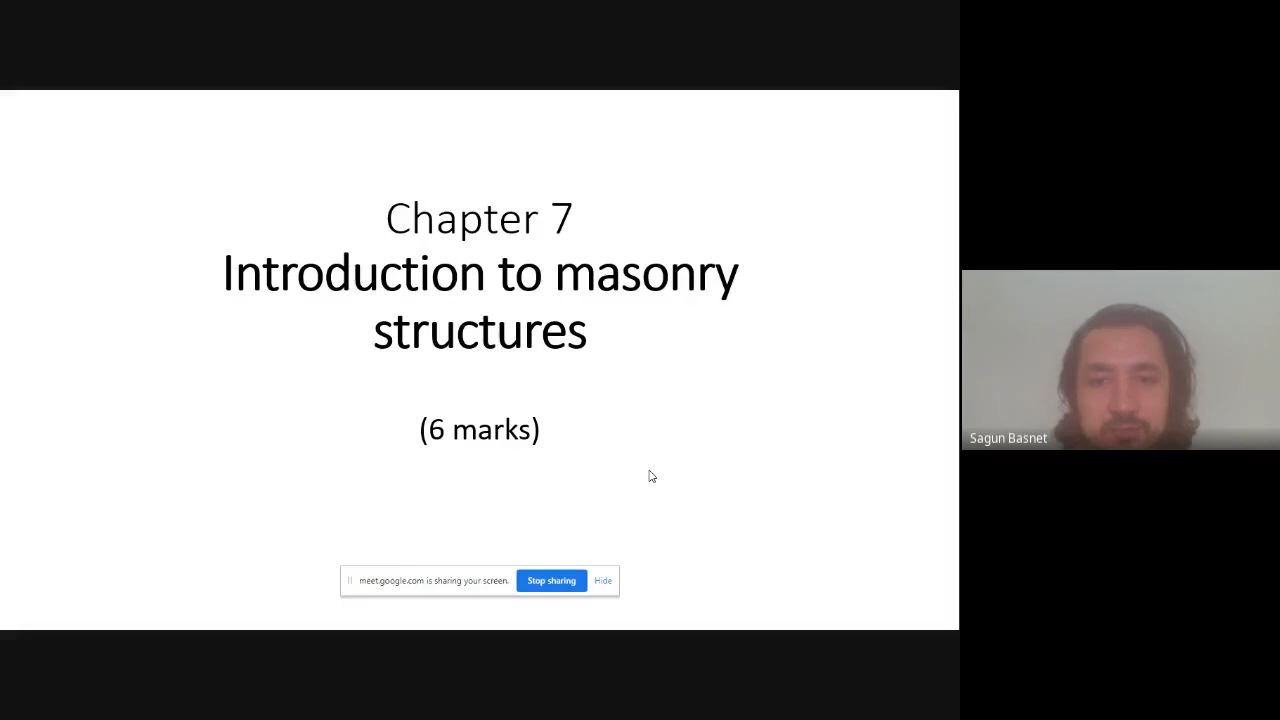 Chapter 7
Introduction to masonry
structures
(6 marks)
meet.google.com is sharing your screen.
Stop sharing
Hide
Sagun Basnet